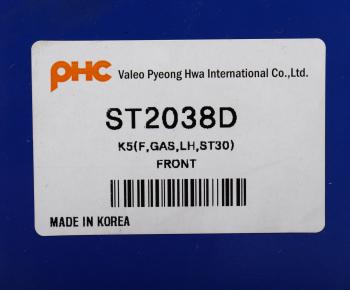 PHC Valeo Pyeong Hwa International Co.,Ltd.
ST2038D
K5(F,GAS,LH,ST30)
FRONT
MADE IN KOREA